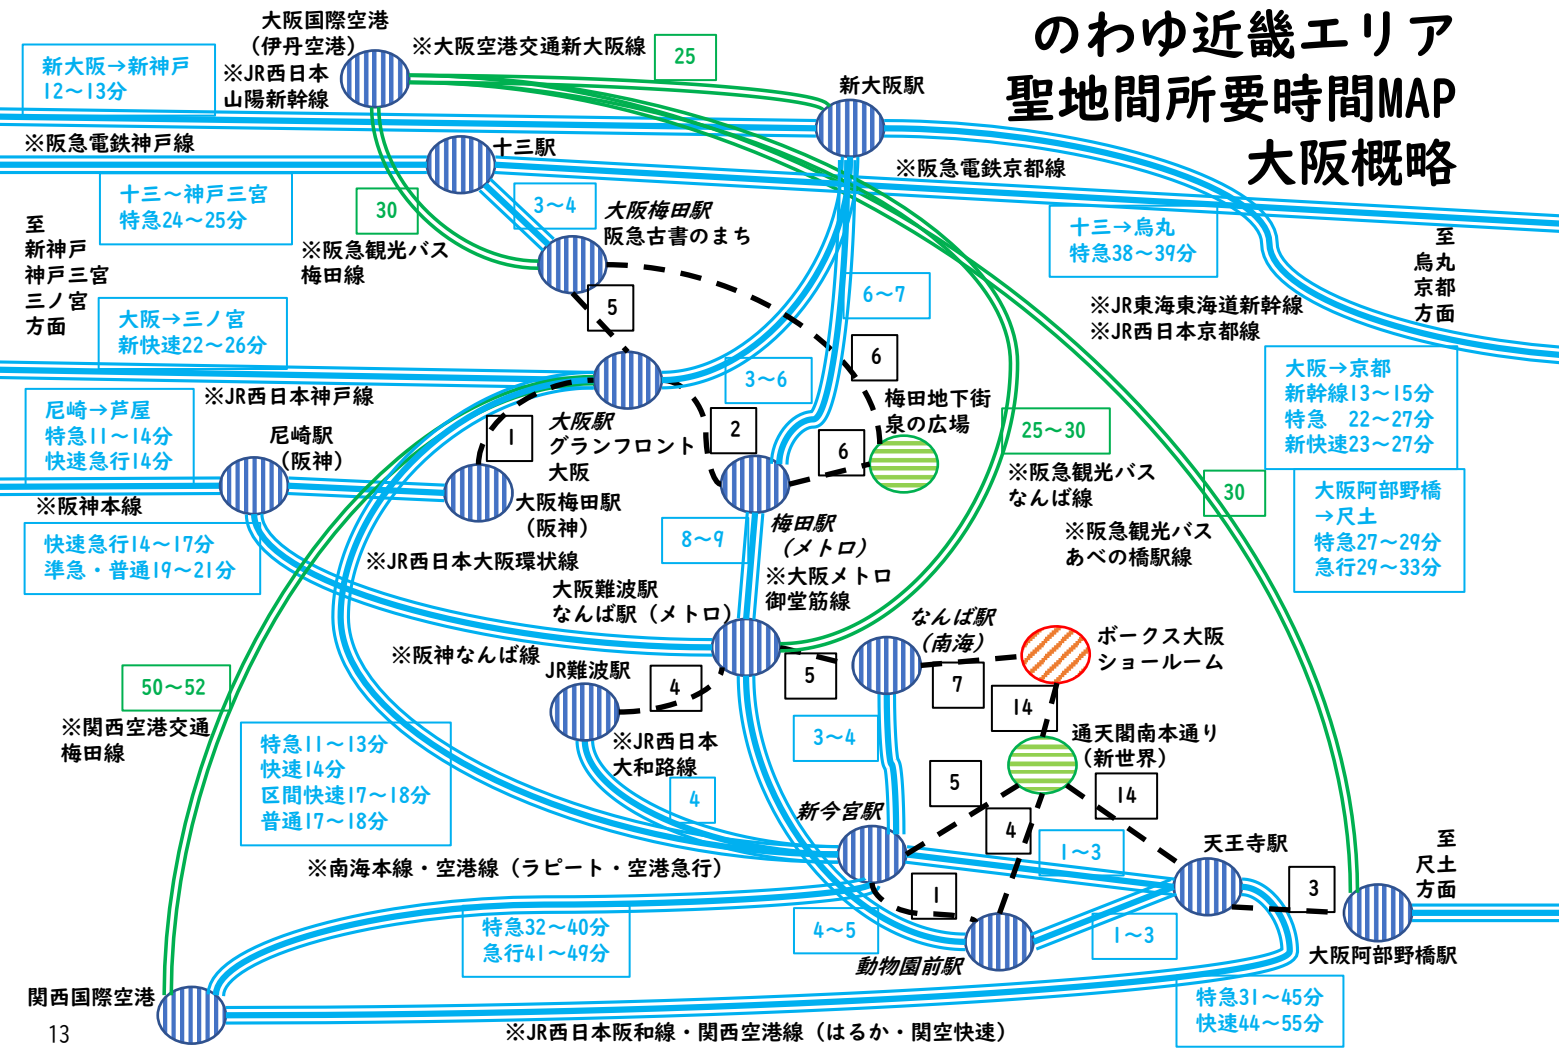 のわゆ近畿エリア
聖地間所要時間MAP
大阪概略
大阪国際空港
（伊丹空港）
※大阪空港交通新大阪線
25
新大阪→新神戸
12～13分
※JR西日本
山陽新幹線
新大阪駅
※阪急電鉄神戸線
十三駅
※阪急電鉄京都線
十三～神戸三宮
特急24～25分
30
3～4
大阪梅田駅
阪急古書のまち
十三→烏丸
特急38～39分
至
新神戸
神戸三宮
三ノ宮
方面
※阪急観光バス
梅田線
至
烏丸
京都
方面
5
6～7
※JR東海東海道新幹線
※JR西日本京都線
大阪→三ノ宮
新快速22～26分
6
3～6
大阪→京都
新幹線13～15分
特急　22～27分
新快速23～27分
※JR西日本神戸線
梅田地下街
泉の広場
尼崎→芦屋
特急11～14分
快速急行14分
尼崎駅
（阪神）
1
大阪駅
グランフロント
大阪
2
6
25～30
※阪急観光バス
なんば線
30
大阪阿部野橋
→尺土
特急27～29分
急行29～33分
※阪神本線
大阪梅田駅
（阪神）
梅田駅
（メトロ）
8～9
※阪急観光バス
あべの橋駅線
快速急行14～17分
準急・普通19～21分
※JR西日本大阪環状線
※大阪メトロ
御堂筋線
大阪難波駅
なんば駅（メトロ）
なんば駅
（南海）
ボークス大阪
ショールーム
※阪神なんば線
JR難波駅
4
5
7
14
50～52
※関西空港交通
梅田線
特急11～13分
快速14分
区間快速17～18分
普通17～18分
※JR西日本
大和路線
3～4
通天閣南本通り
（新世界）
4
5
14
新今宮駅
4
1～3
天王寺駅
至
尺土
方面
※南海本線・空港線（ラピート・空港急行）
1
3
特急32～40分
急行41～49分
4～5
1～3
動物園前駅
大阪阿部野橋駅
関西国際空港
特急31～45分
快速44～55分
※JR西日本阪和線・関西空港線（はるか・関空快速）
13